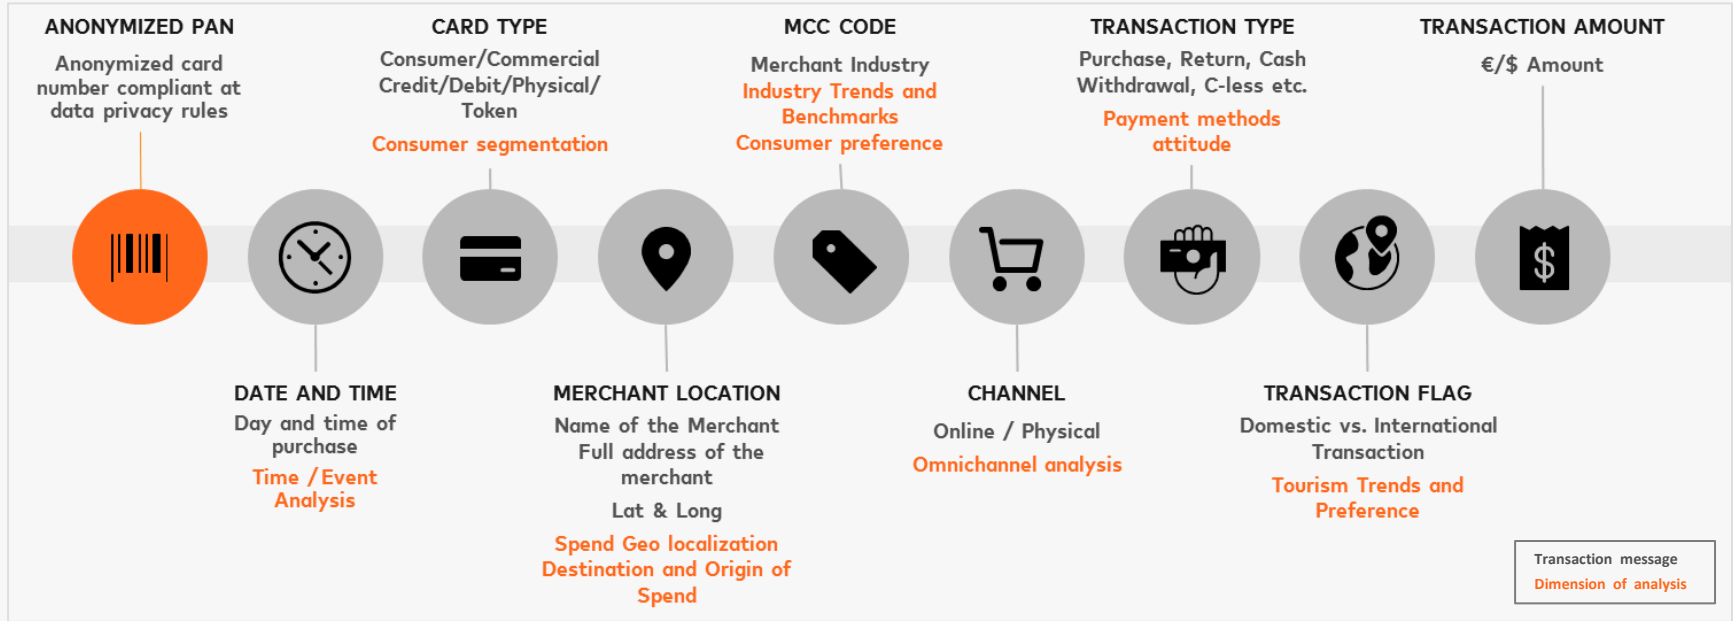 ANONYMIZED PAN
Anonymized card
number compliant at
data privacy rules
CARD TYPE
Consumer/Commercial
Credit/Debit/Physical/
Token
Consumer segmentation
MCC CODE
Merchant Industry
Industry Trends and
Benchmarks
Consumer preference
TRANSACTION TYPE
Purchase, Return, Cash
Withdrawal, C-less etc.
Payment methods
attitude
TRANSACTION AMOUNT
€/$ Amount
$
DATE AND TIME
Day and time of
purchase
Time / Event
Analysis
MERCHANT LOCATION
Name of the Merchant
Full address of the
merchant
Lat & Long
Spend Geo localization
Destination and Origin of
Spend
CHANNEL
Online / Physical
Omnichannel analysis
TRANSACTION FLAG
Domestic vs. International
Transaction
Tourism Trends and
Preference
Transaction message
Dimension of analysis